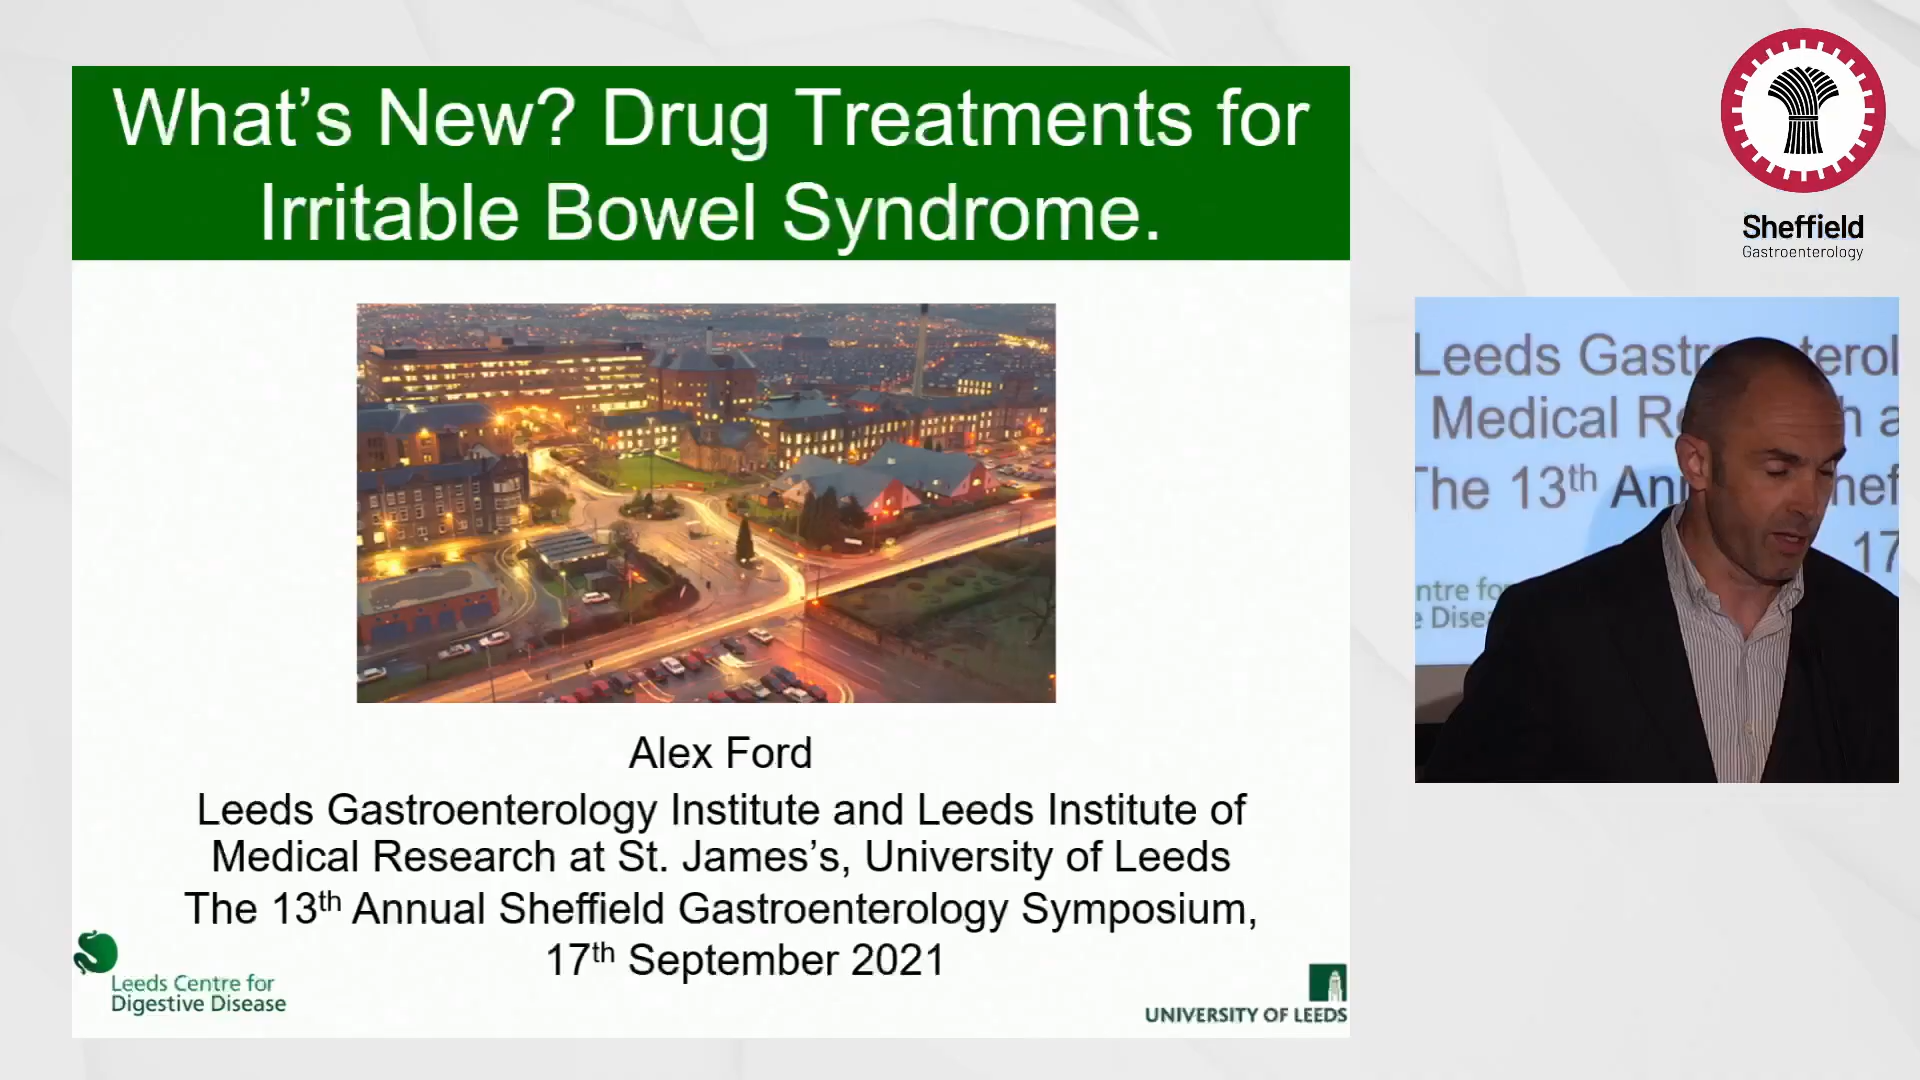 What's New? Drug Treatments for
Irritable Bowel Syndrome.
Alex Ford
Leeds Gastroenterology Institute and Leeds Institute of
Medical Research at St. James's, University of Leeds
The 13th Annual Sheffield Gastroenterology Symposium,
17th September 2021
Leeds Centre for
Digestive Disease
UNIVERSITY OF LEEDS
Sheffield
Gastroenterology
Leeds Gastr terol
Medical R h a
The 13th An hef
17
ntre fo
e Dise